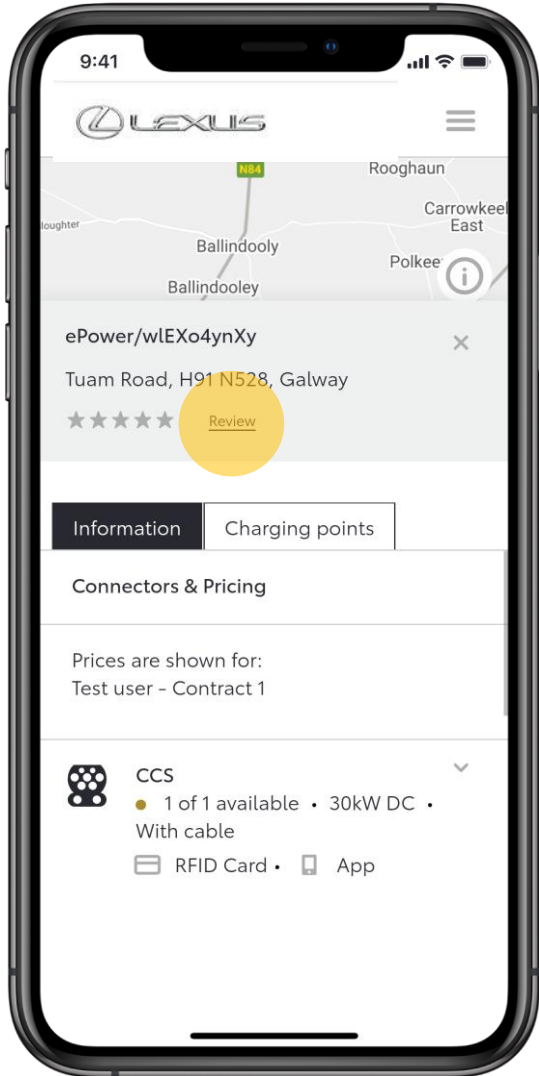 9:41
LEXUS
N84
Rooghaun
loughter
Carrowkeel
East
Ballindooly
Polkee
Ballindooley
ePower/wlEXo4ynXy
Tuam Road, H91 N528, Galway
Review
Information
Charging points
Connectors & Pricing
Prices are shown for:
Test user - Contract 1
CCS
1 of 1 available • 30kW DC •
With cable
RFID Card • App